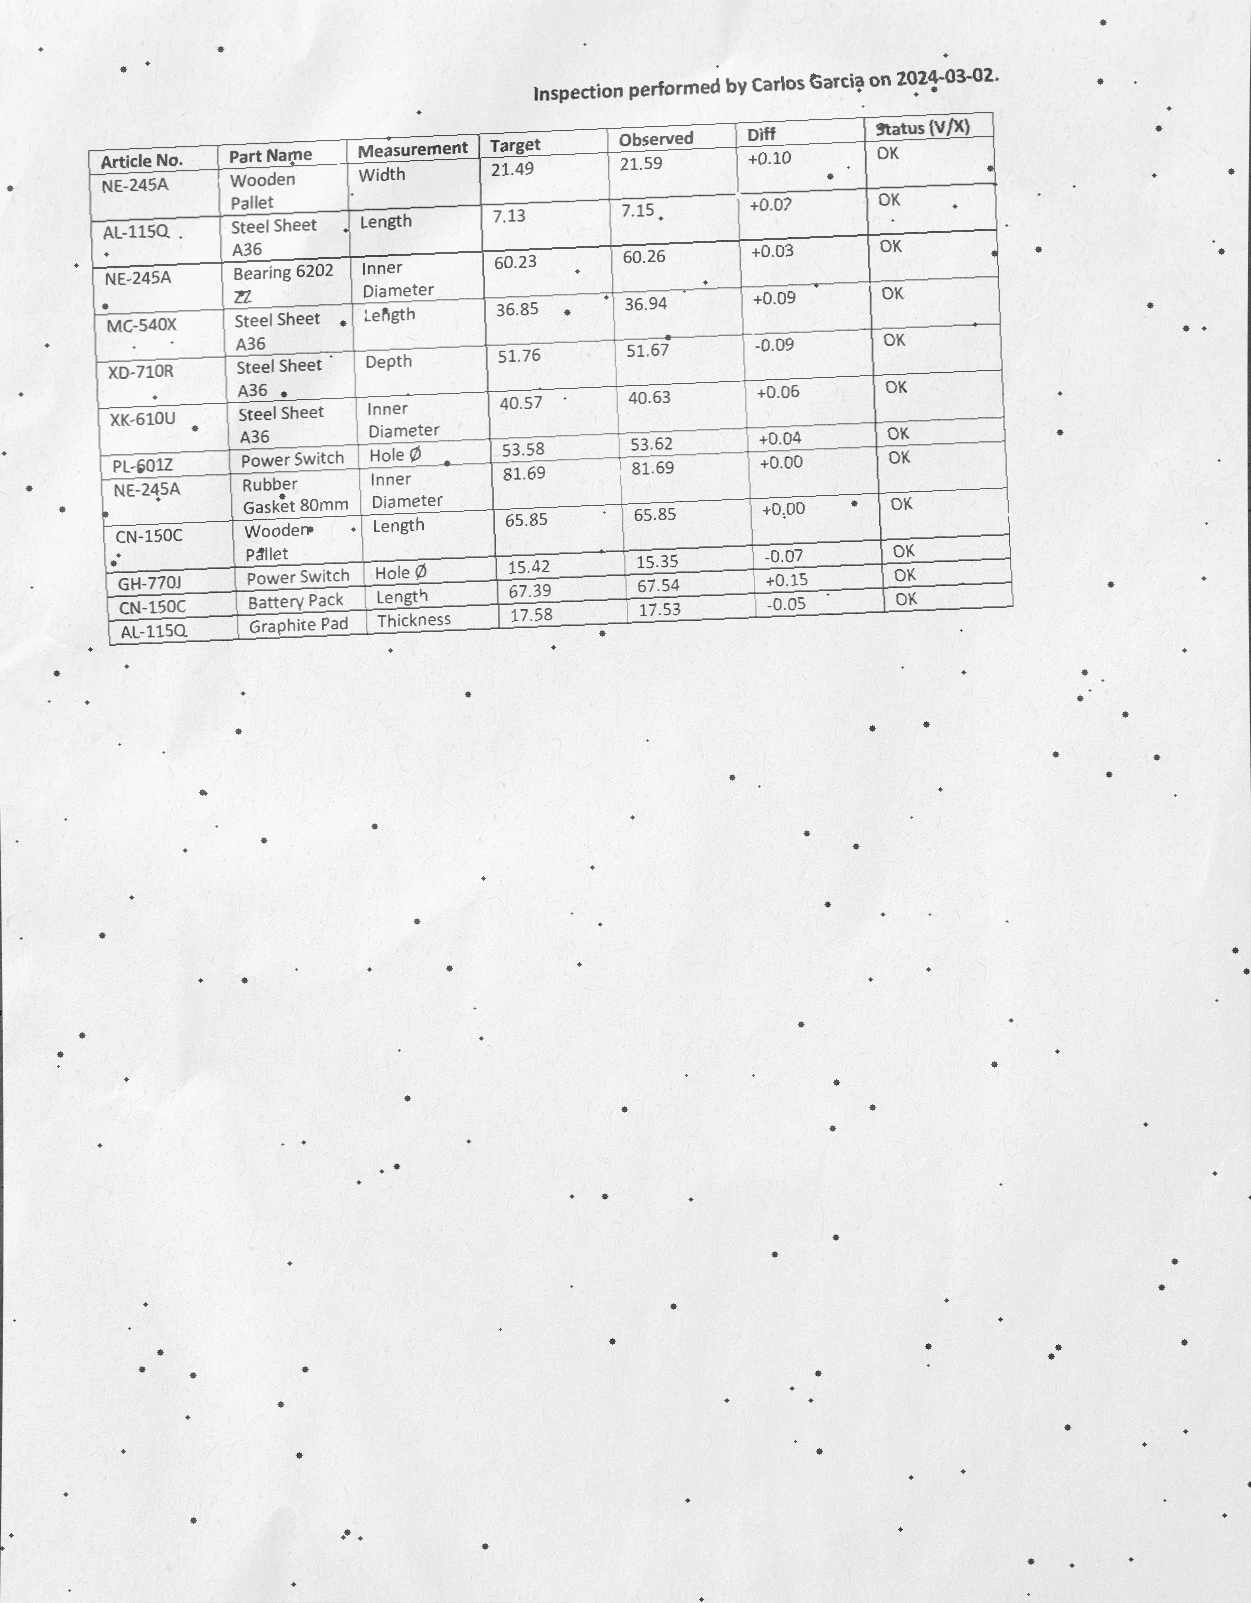 Inspection performed by Carlos Garcia on 2024-03-02.
Article No. Part Name Measurement Target Observed Diff Status (V/X)
NE-245A Wooden Pallet Width 21.49 21.59 +0.10 OK
AL-115Q Steel Sheet A36 Length 7.13 7.15 +0.02 OK
NE-245A Bearing 6202 ZZ Inner Diameter 60.23 60.26 +0.03 OK
MC-540X Steel Sheet A36 Length 36.85 36.94 +0.09 OK
XD-710R Steel Sheet A36 Depth 51.76 51.67 -0.09 OK
XK-610U Steel Sheet A36 Inner Diameter 40.57 40.63 +0.06 OK
PL-601Z Power Switch Hole Ø 53.58 53.62 +0.04 OK
NE-245A Rubber Gasket 80mm Inner Diameter 81.69 81.69 +0.00 OK
CN-150C Wooden Pallet Length 65.85 65.85 +0.00 OK
GH-770J Power Switch Hole Ø 15.42 15.35 -0.07 OK
CN-150C Battery Pack Length 67.39 67.54 +0.15 OK
AL-115Q Graphite Pad Thickness 17.58 17.53 -0.05 OK